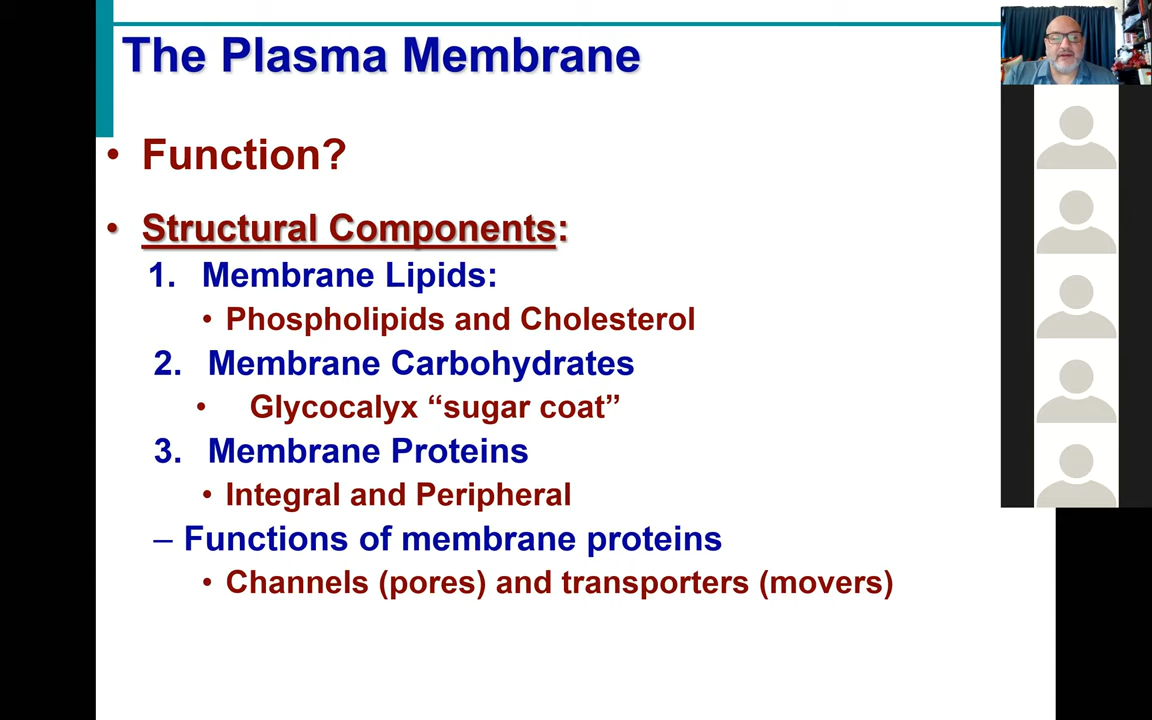 The Plasma Membrane
• Function?
• Structural Components:
1. Membrane Lipids:
• Phospholipids and Cholesterol
2. Membrane Carbohydrates
• Glycocalyx “sugar coat”
3. Membrane Proteins
• Integral and Peripheral
– Functions of membrane proteins
• Channels (pores) and transporters (movers)